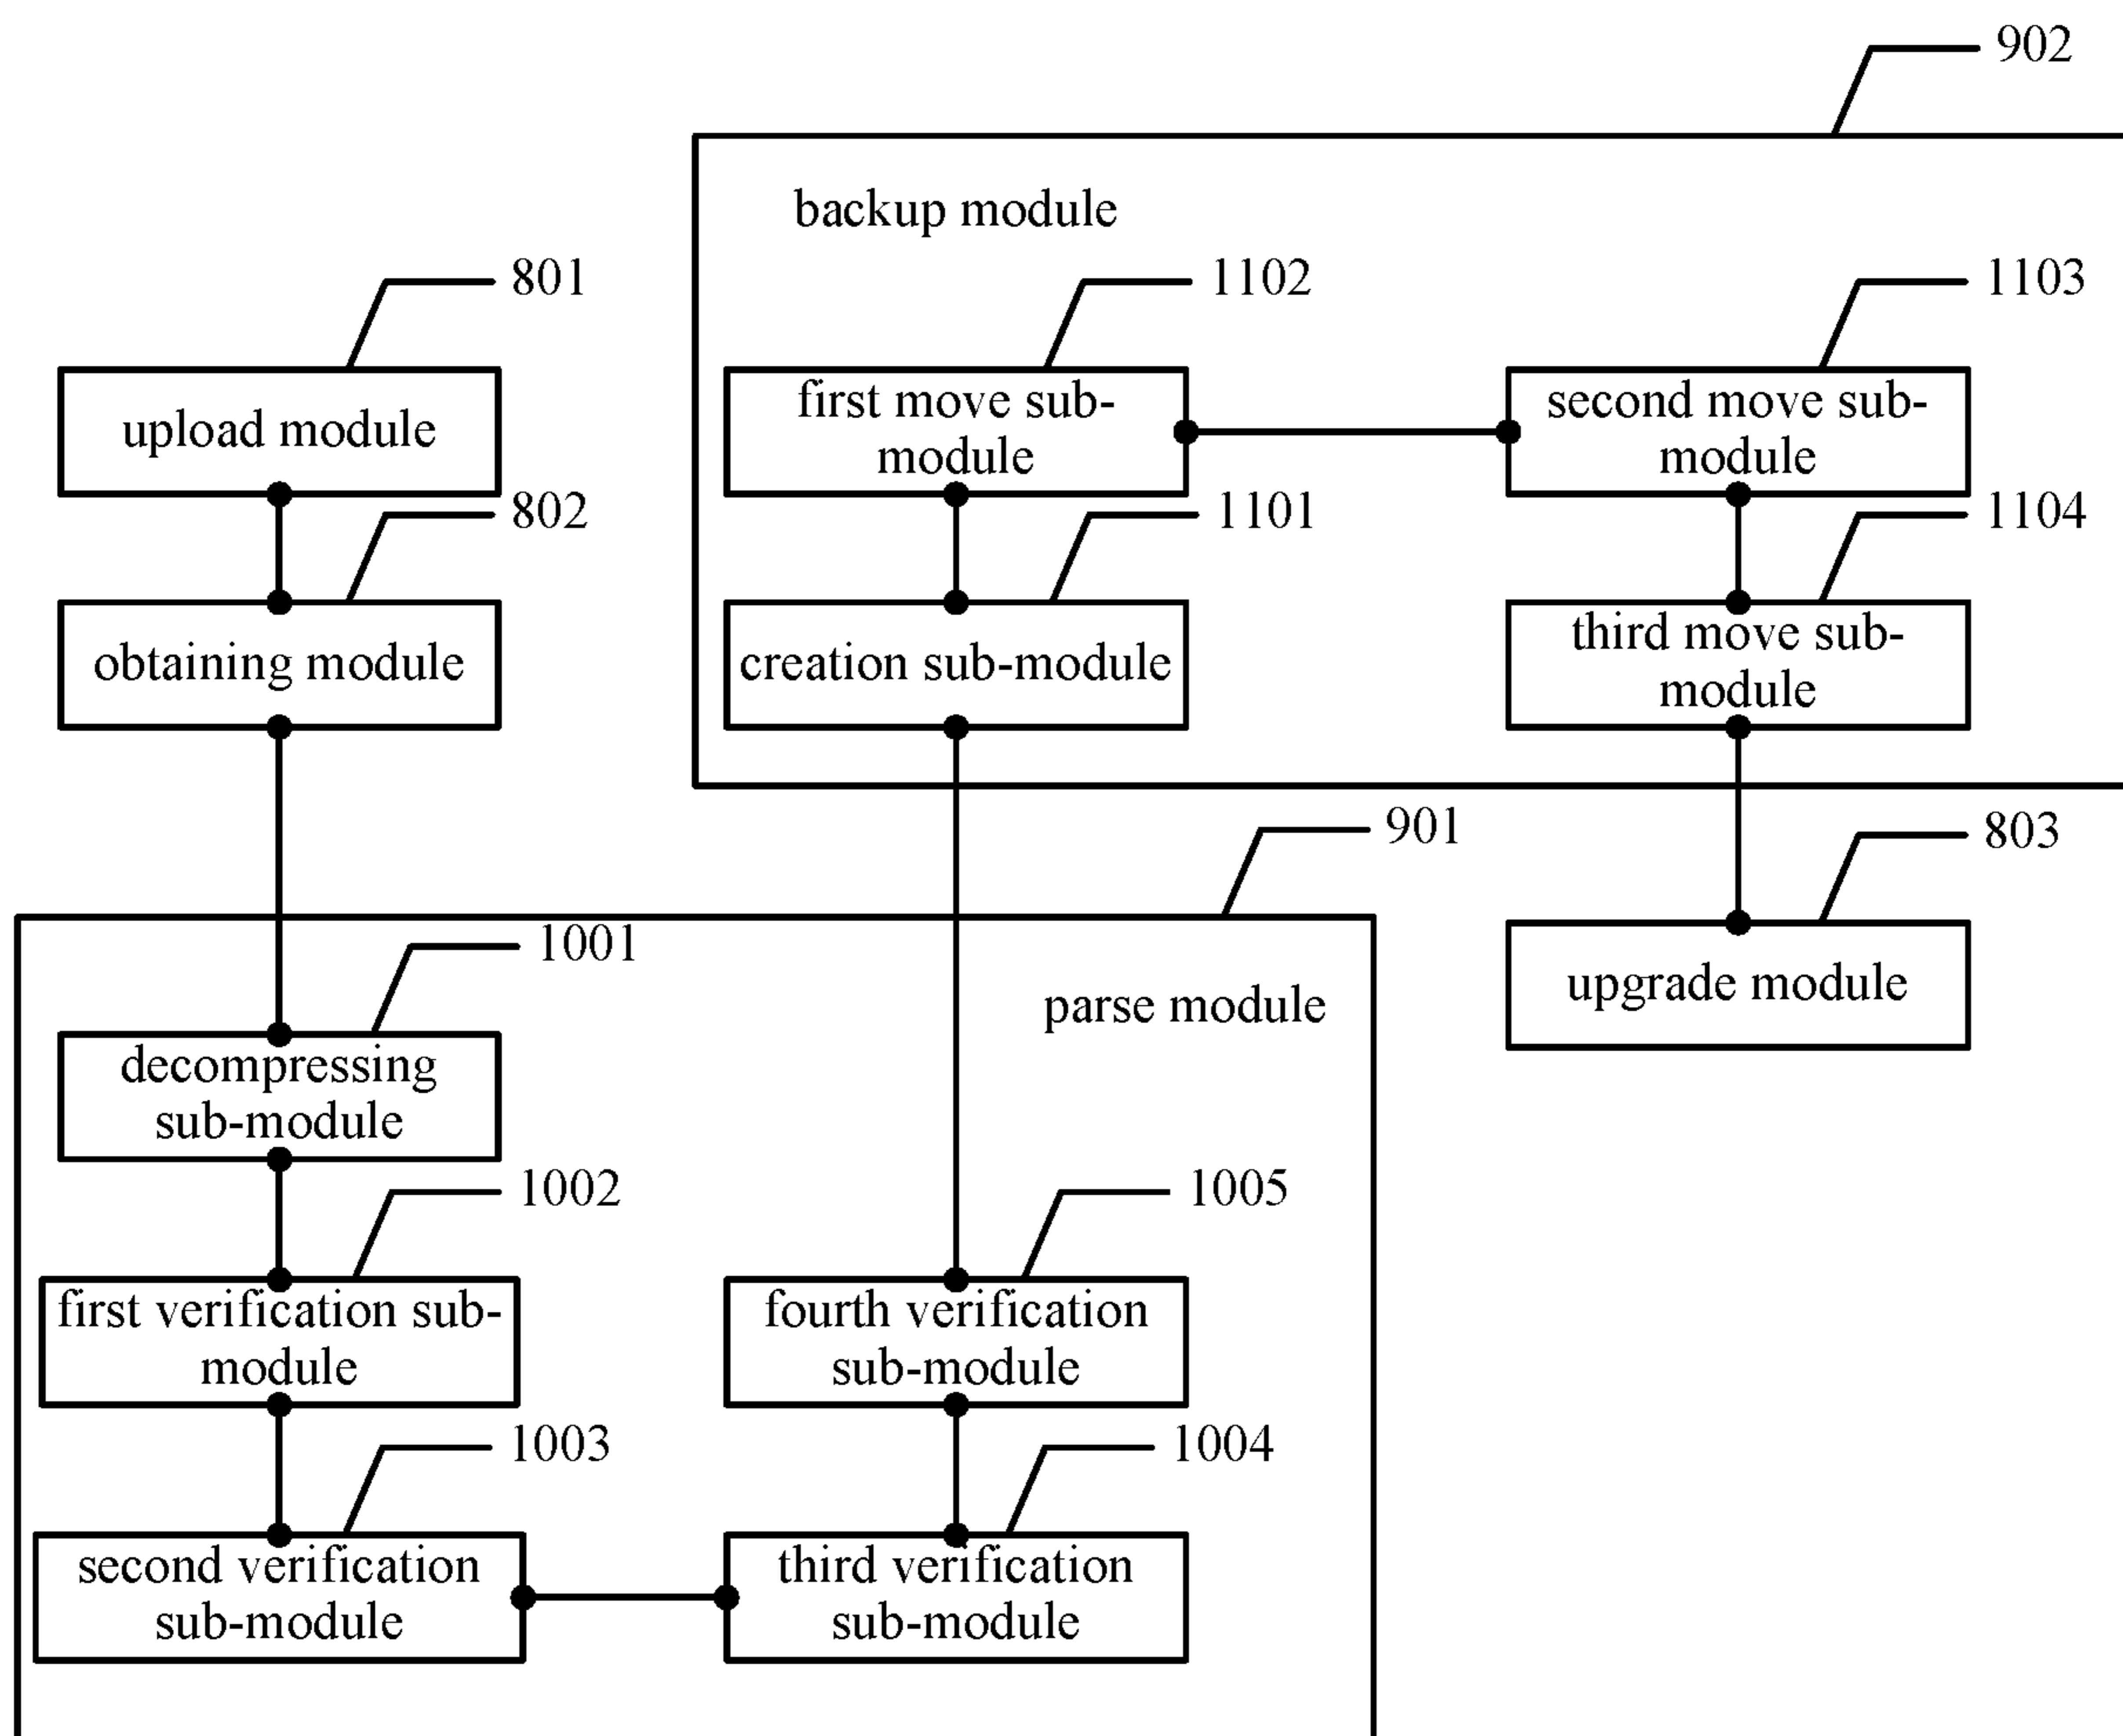 902
backup module
801
1102
1103
upload module
first move sub-
module
second move sub-
module
802
1101
1104
obtaining module
creation sub-module
third move sub-
module
901
803
1001
parse module
upgrade module
decompressing
sub-module
1002
1005
first verification sub-
module
fourth verification
sub-module
1003
1004
second verification
sub-module
third verification
sub-module